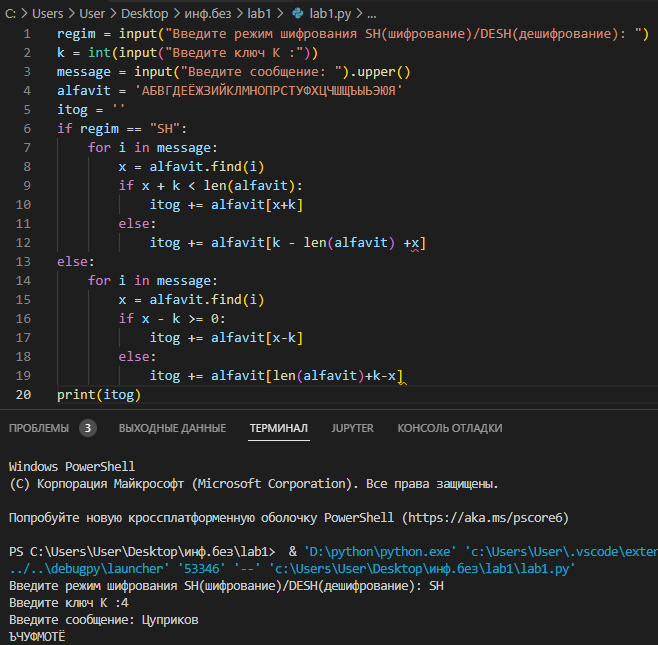 C: > Users > User > Desktop > инф.без > lab1 > lab1.py > ...
1 regim = input("Введите режим шифрования SH(шифрование)/DESH(дешифрование): ")
2 k = int(input("Введите ключ К :"))
3 message = input("Введите сообщение: ").upper()
4 alfavit = 'АБВГДЕЁЖЗИЙКЛМНОПРСТУФХЦЧШЩЪЫЬЭЮЯ'
5 itog = ''
6 if regim == "SH":
7 for i in message:
8 x = alfavit.find(i)
9 if x + k < len(alfavit):
10 itog += alfavit[x+k]
11 else:
12 itog += alfavit[k - len(alfavit) +x]
13 else:
14 for i in message:
15 x = alfavit.find(i)
16 if x - k >= 0:
17 itog += alfavit[x-k]
18 else:
19 itog += alfavit[len(alfavit)+k-x]
20 print(itog)
ПРОБЛЕМЫ 3 ВЫХОДНЫЕ ДАННЫЕ ТЕРМИНАЛ JUPYTER КОНСОЛЬ ОТЛАДКИ
Windows PowerShell
(C) Корпорация Майкрософт (Microsoft Corporation). Все права защищены.
Попробуйте новую кроссплатформенную оболочку PowerShell (https://aka.ms/pscore6)
PS C:\Users\User\Desktop\инф.без\lab1> & 'D:\python\python.exe' 'c:\Users\User\.vscode\exten
../..\debugpy\launcher' '53346' '--' 'c:\Users\User\Desktop\инф.без\lab1\lab1.py'
Введите режим шифрования SH(шифрование)/DESH(дешифрование): SH
Введите ключ К :4
Введите сообщение: Цуприков
ЪЧУФМОТЁ